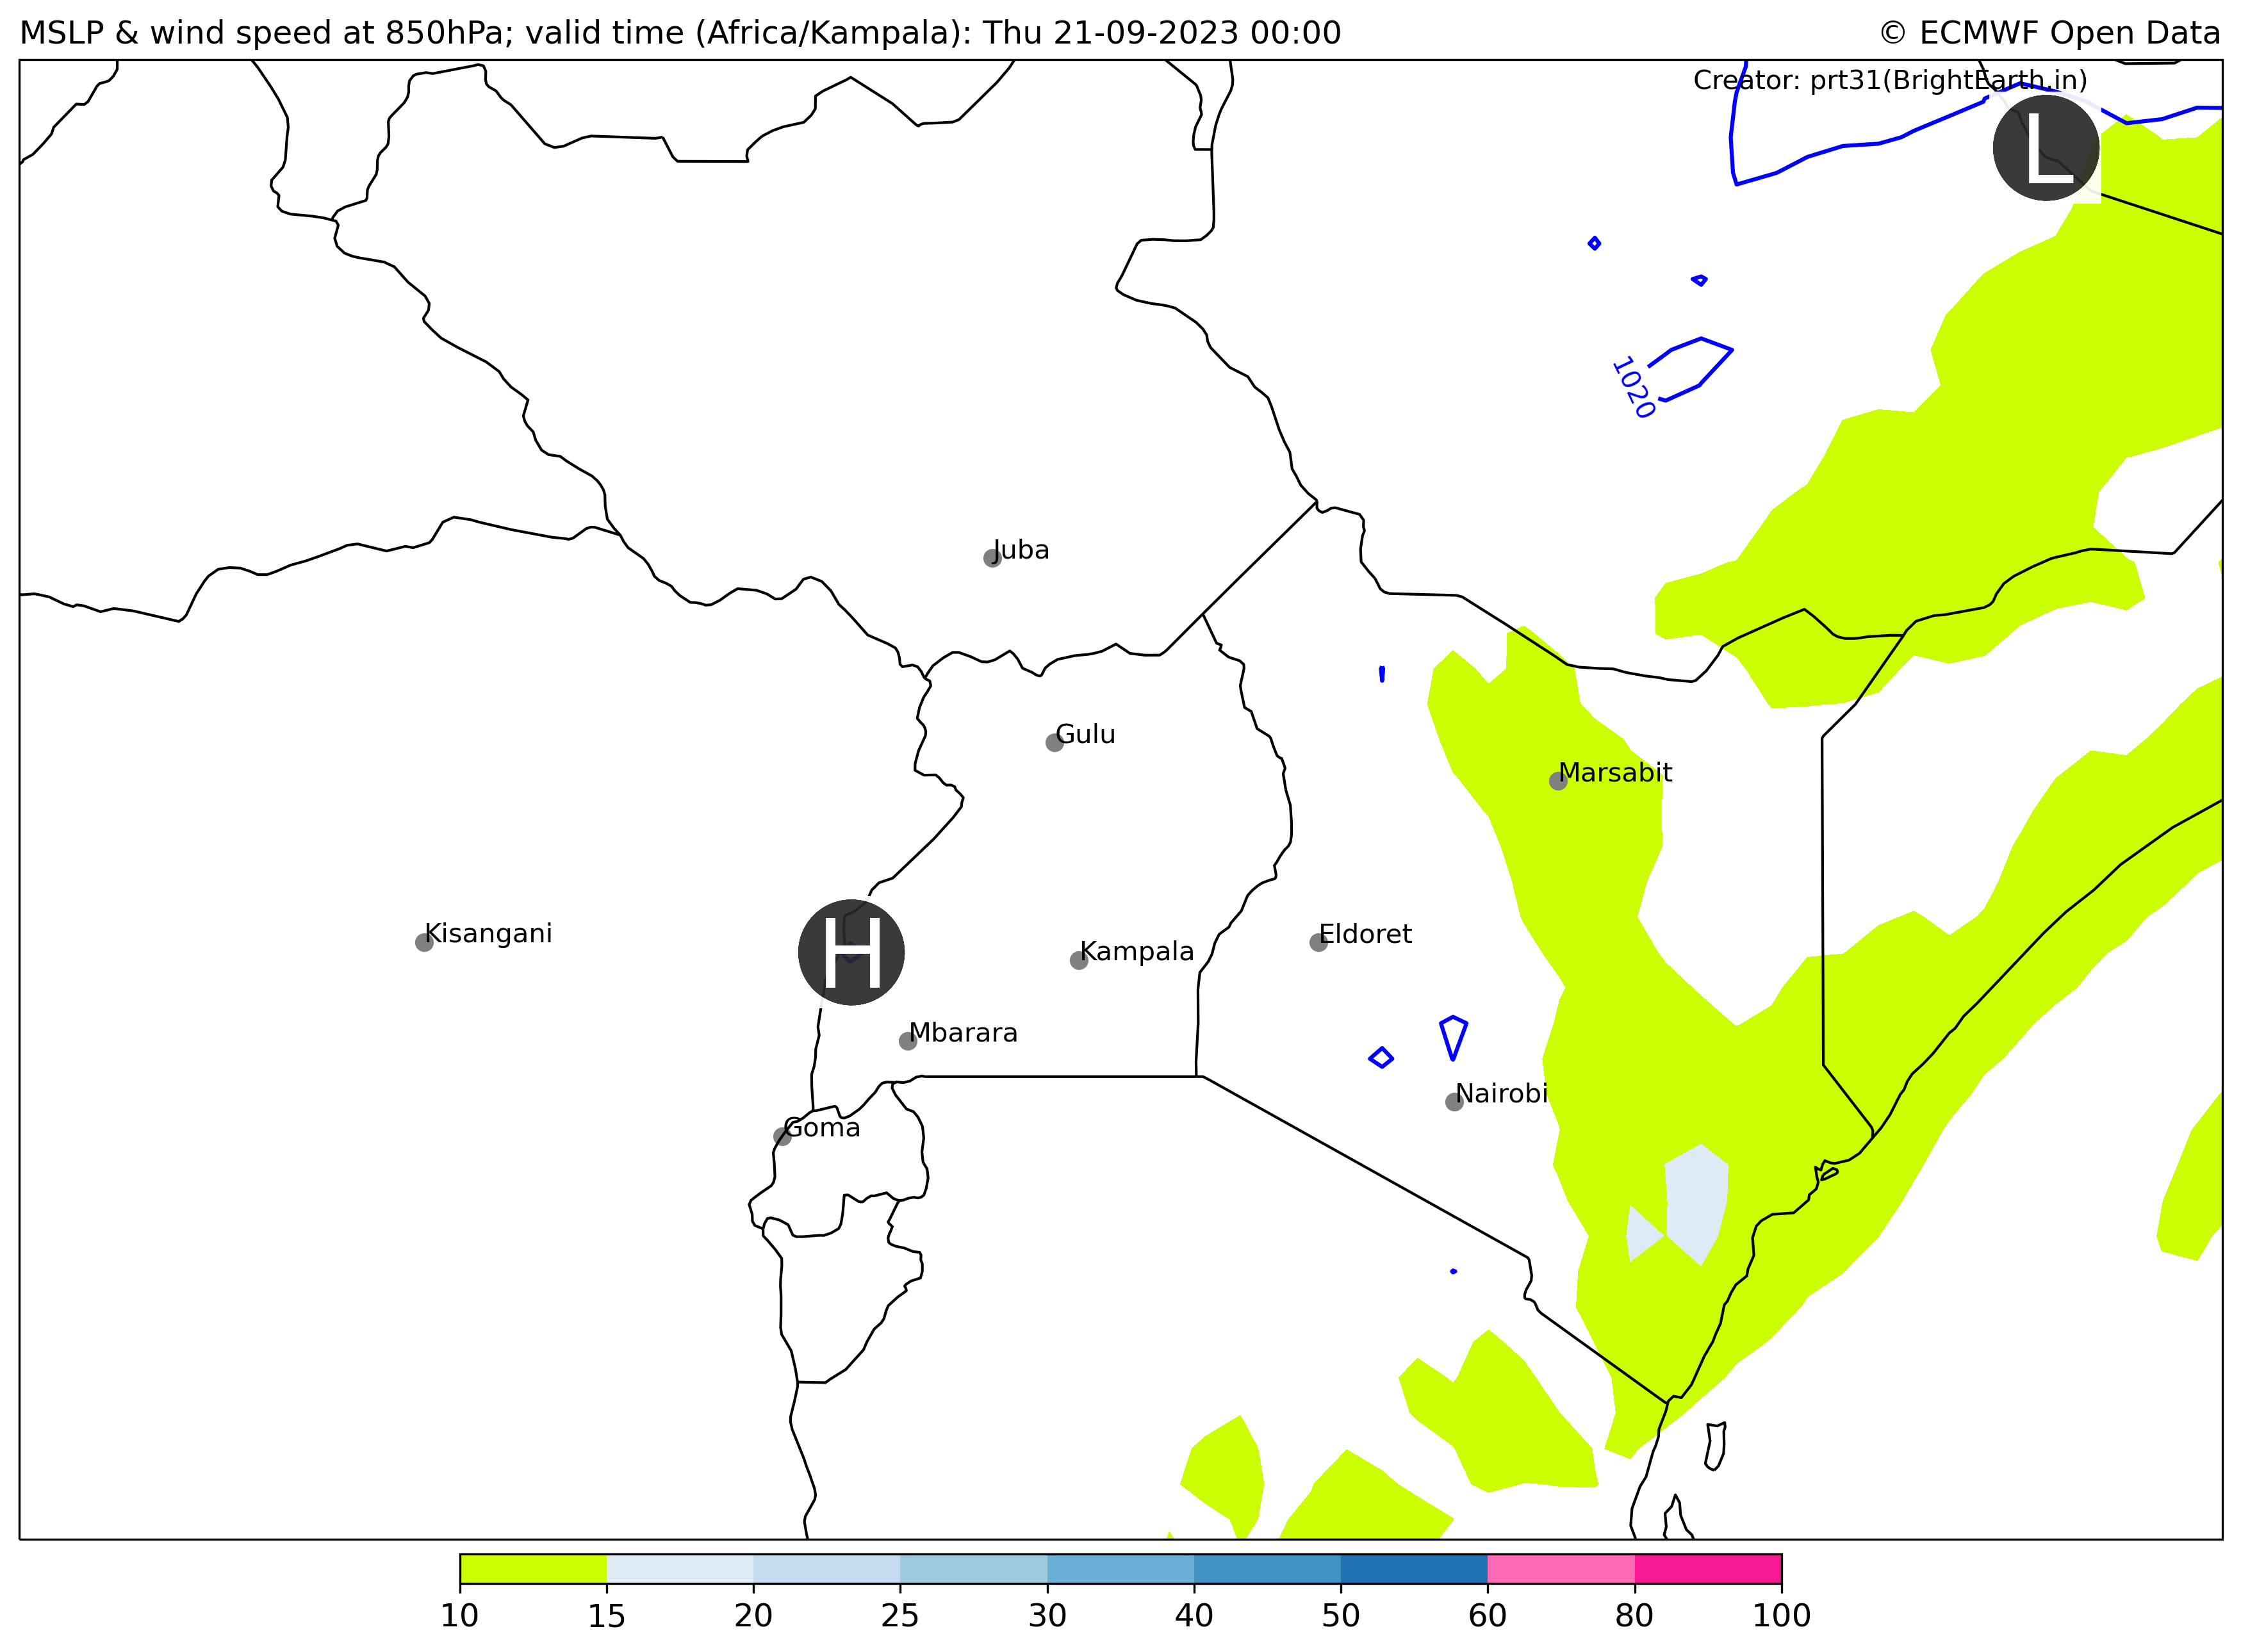 MSLP & wind speed at 850hPa; valid time (Africa/Kampala): Thu 21-09-2023 00:00
© ECMWF Open Data
Creator: prt31(BrightEarth.in)
L
1020
Juba
Gulu
Marsabit
Kisangani
H
Kampala
Eldoret
Mbarara
Nairobi
Goma
10 15 20 25 30 40 50 60 80 100